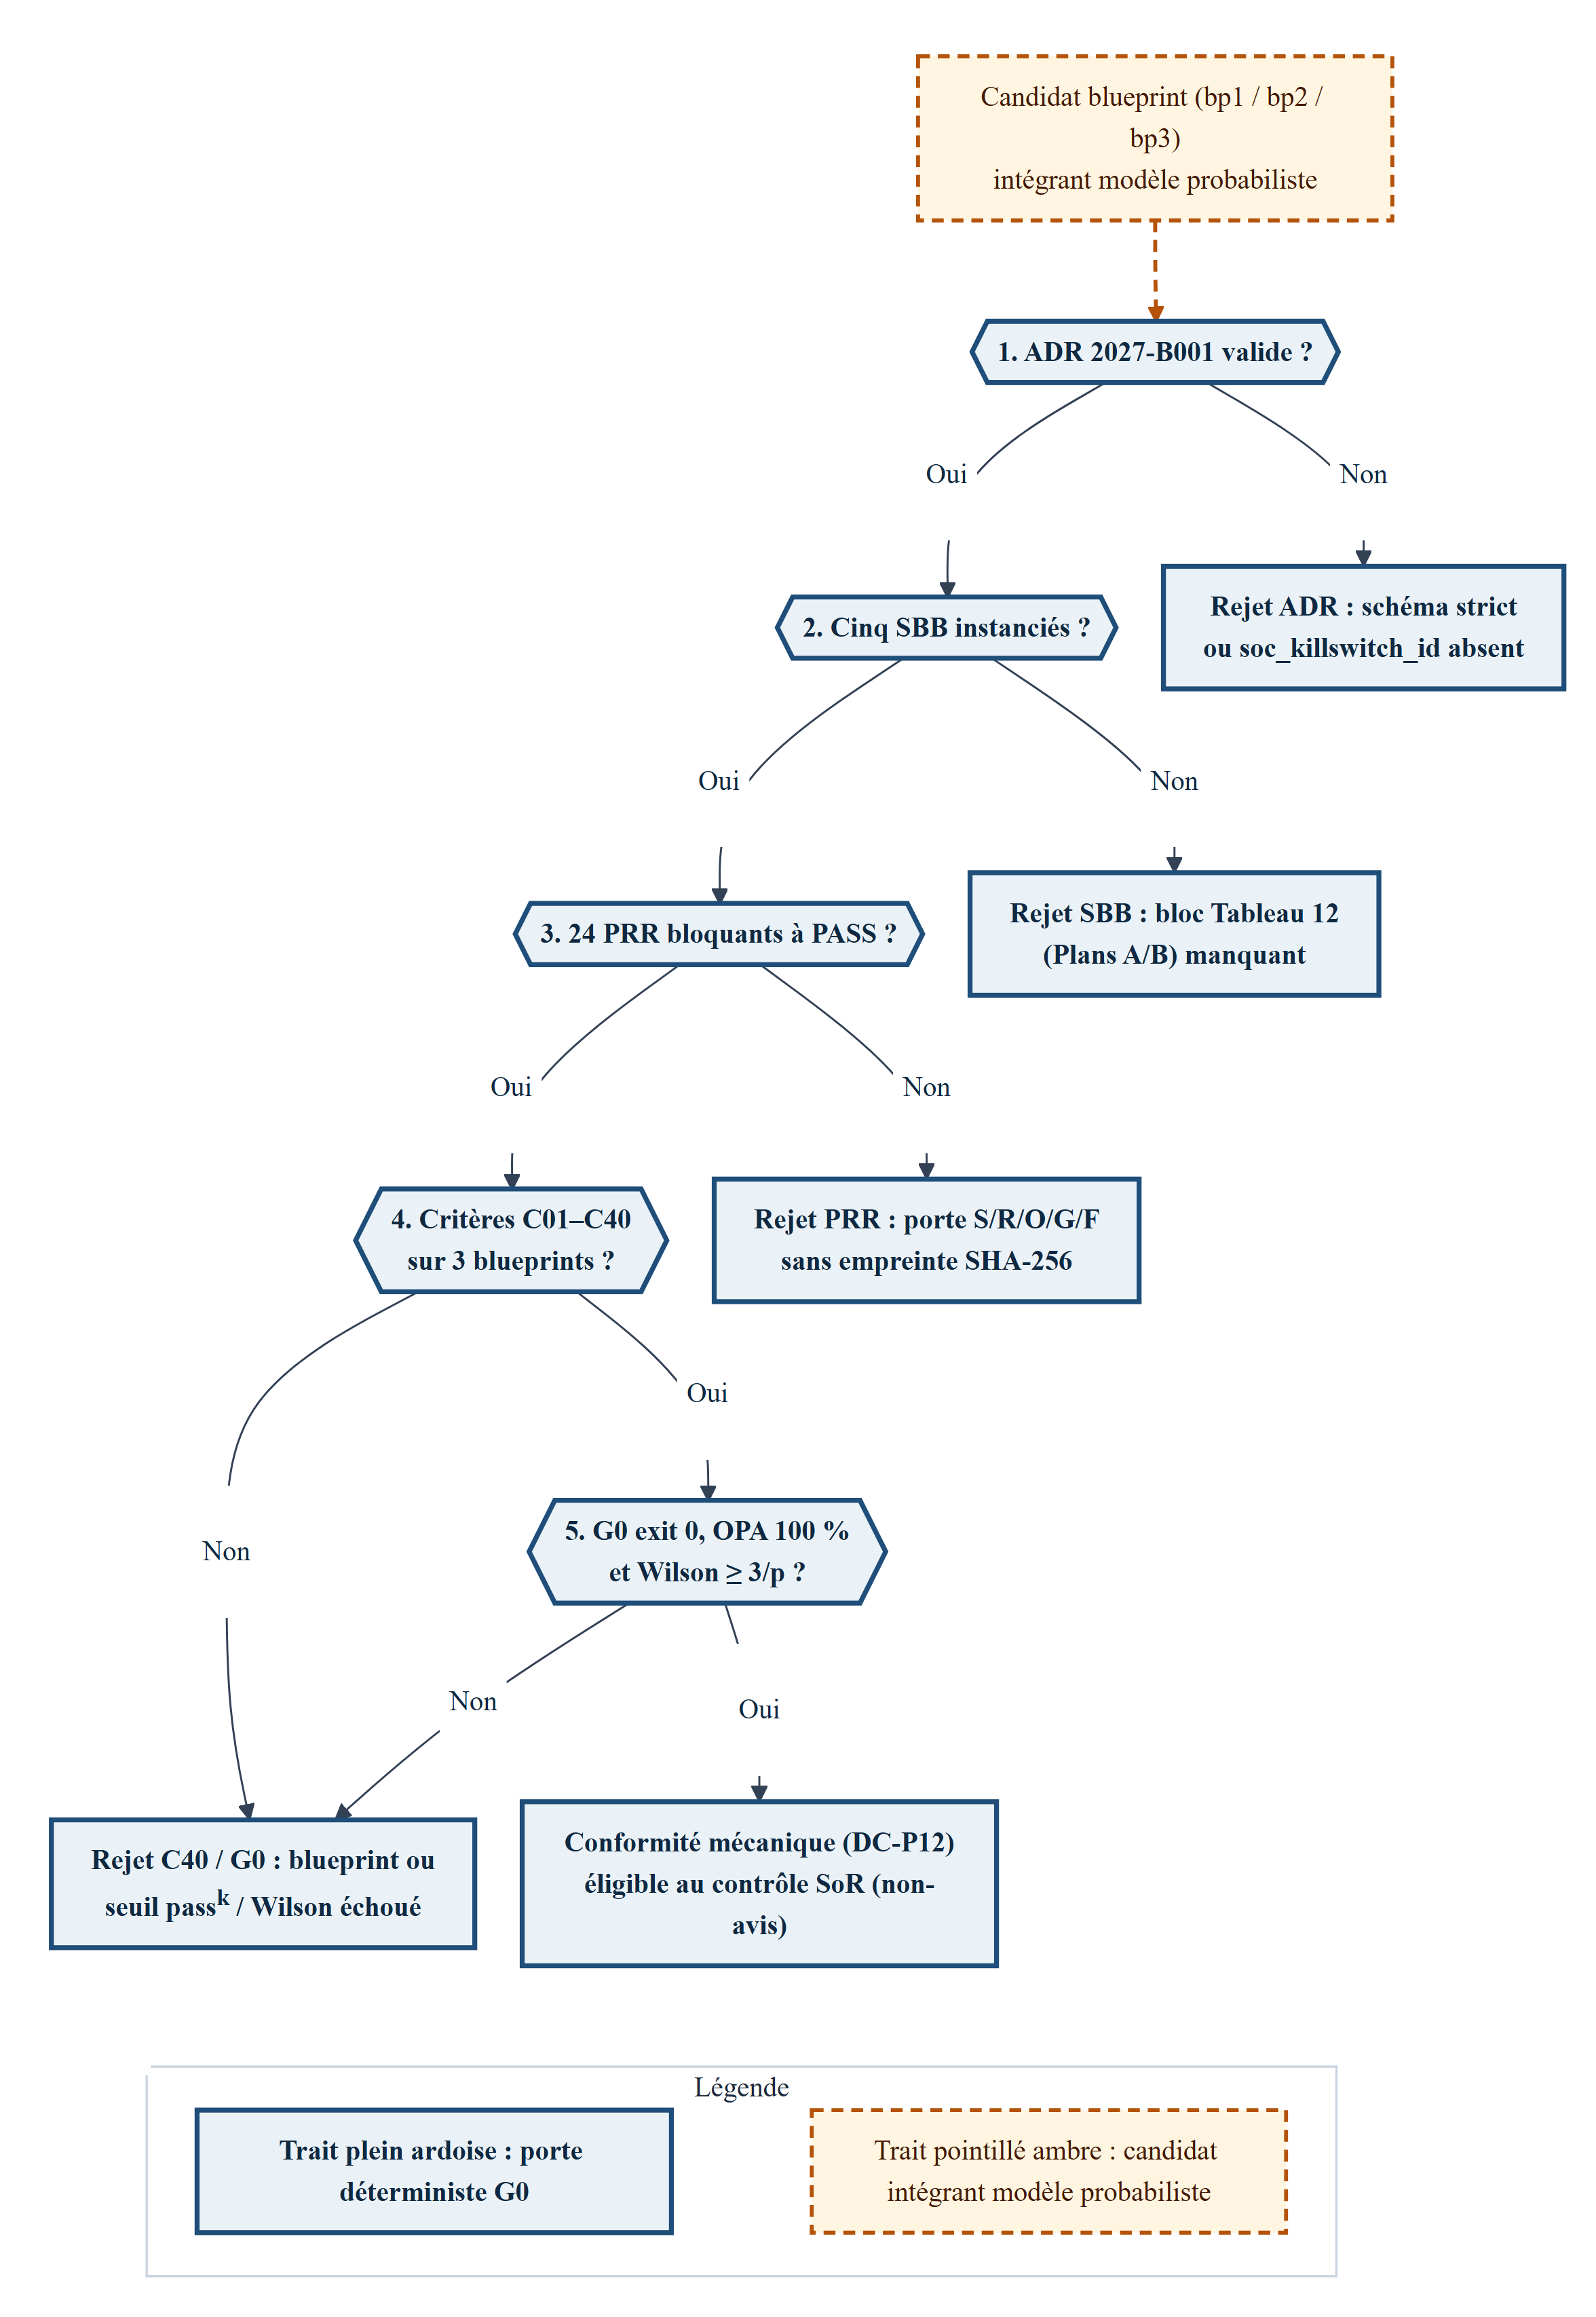 Candidat blueprint (bp1 / bp2 /
bp3)
intégrant modèle probabiliste
1. ADR 2027-B001 valide ?
Oui
Non
Rejet ADR : schéma strict
ou soc_killswitch_id absent
2. Cinq SBB instanciés ?
Oui
Non
Rejet SBB : bloc Tableau 12
(Plans A/B) manquant
3. 24 PRR bloquants à PASS ?
Oui
Non
Rejet PRR : porte S/R/O/G/F
sans empreinte SHA-256
4. Critères C01–C40
sur 3 blueprints ?
Oui
Non
5. G0 exit 0, OPA 100 %
et Wilson ≥ 3/p ?
Non
Oui
Rejet C40 / G0 : blueprint ou
seuil pass^k / Wilson échoué
Conformité mécanique (DC-P12)
éligible au contrôle SoR (non-
avis)
Légende
Trait plein ardoise : porte
déterministe G0
Trait pointillé ambre : candidat
intégrant modèle probabiliste